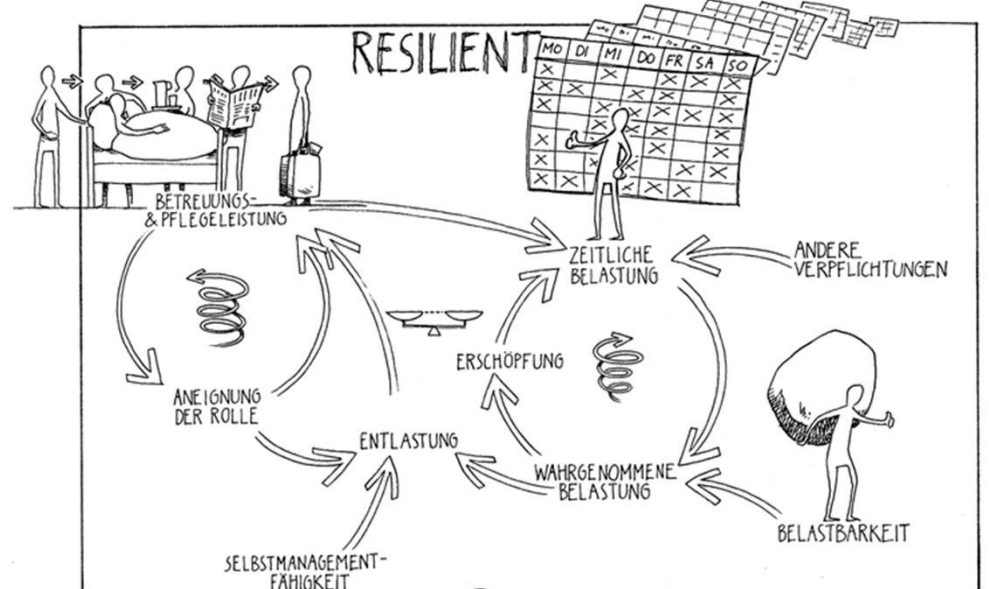 RESILIENT
MO DI MI DO FR SA SO
BETREUUNGS-
& PFLEGELEISTUNG
ZEITLICHE
BELASTUNG
ANDERE
VERPFLICHTUNGEN
ERSCHÖPFUNG
ANEIGNUNG
DER ROLLE
ENTLASTUNG
WAHRGENOMMENE
BELASTUNG
BELASTBARKEIT
SELBSTMANAGEMENT-
FÄHIGKEIT